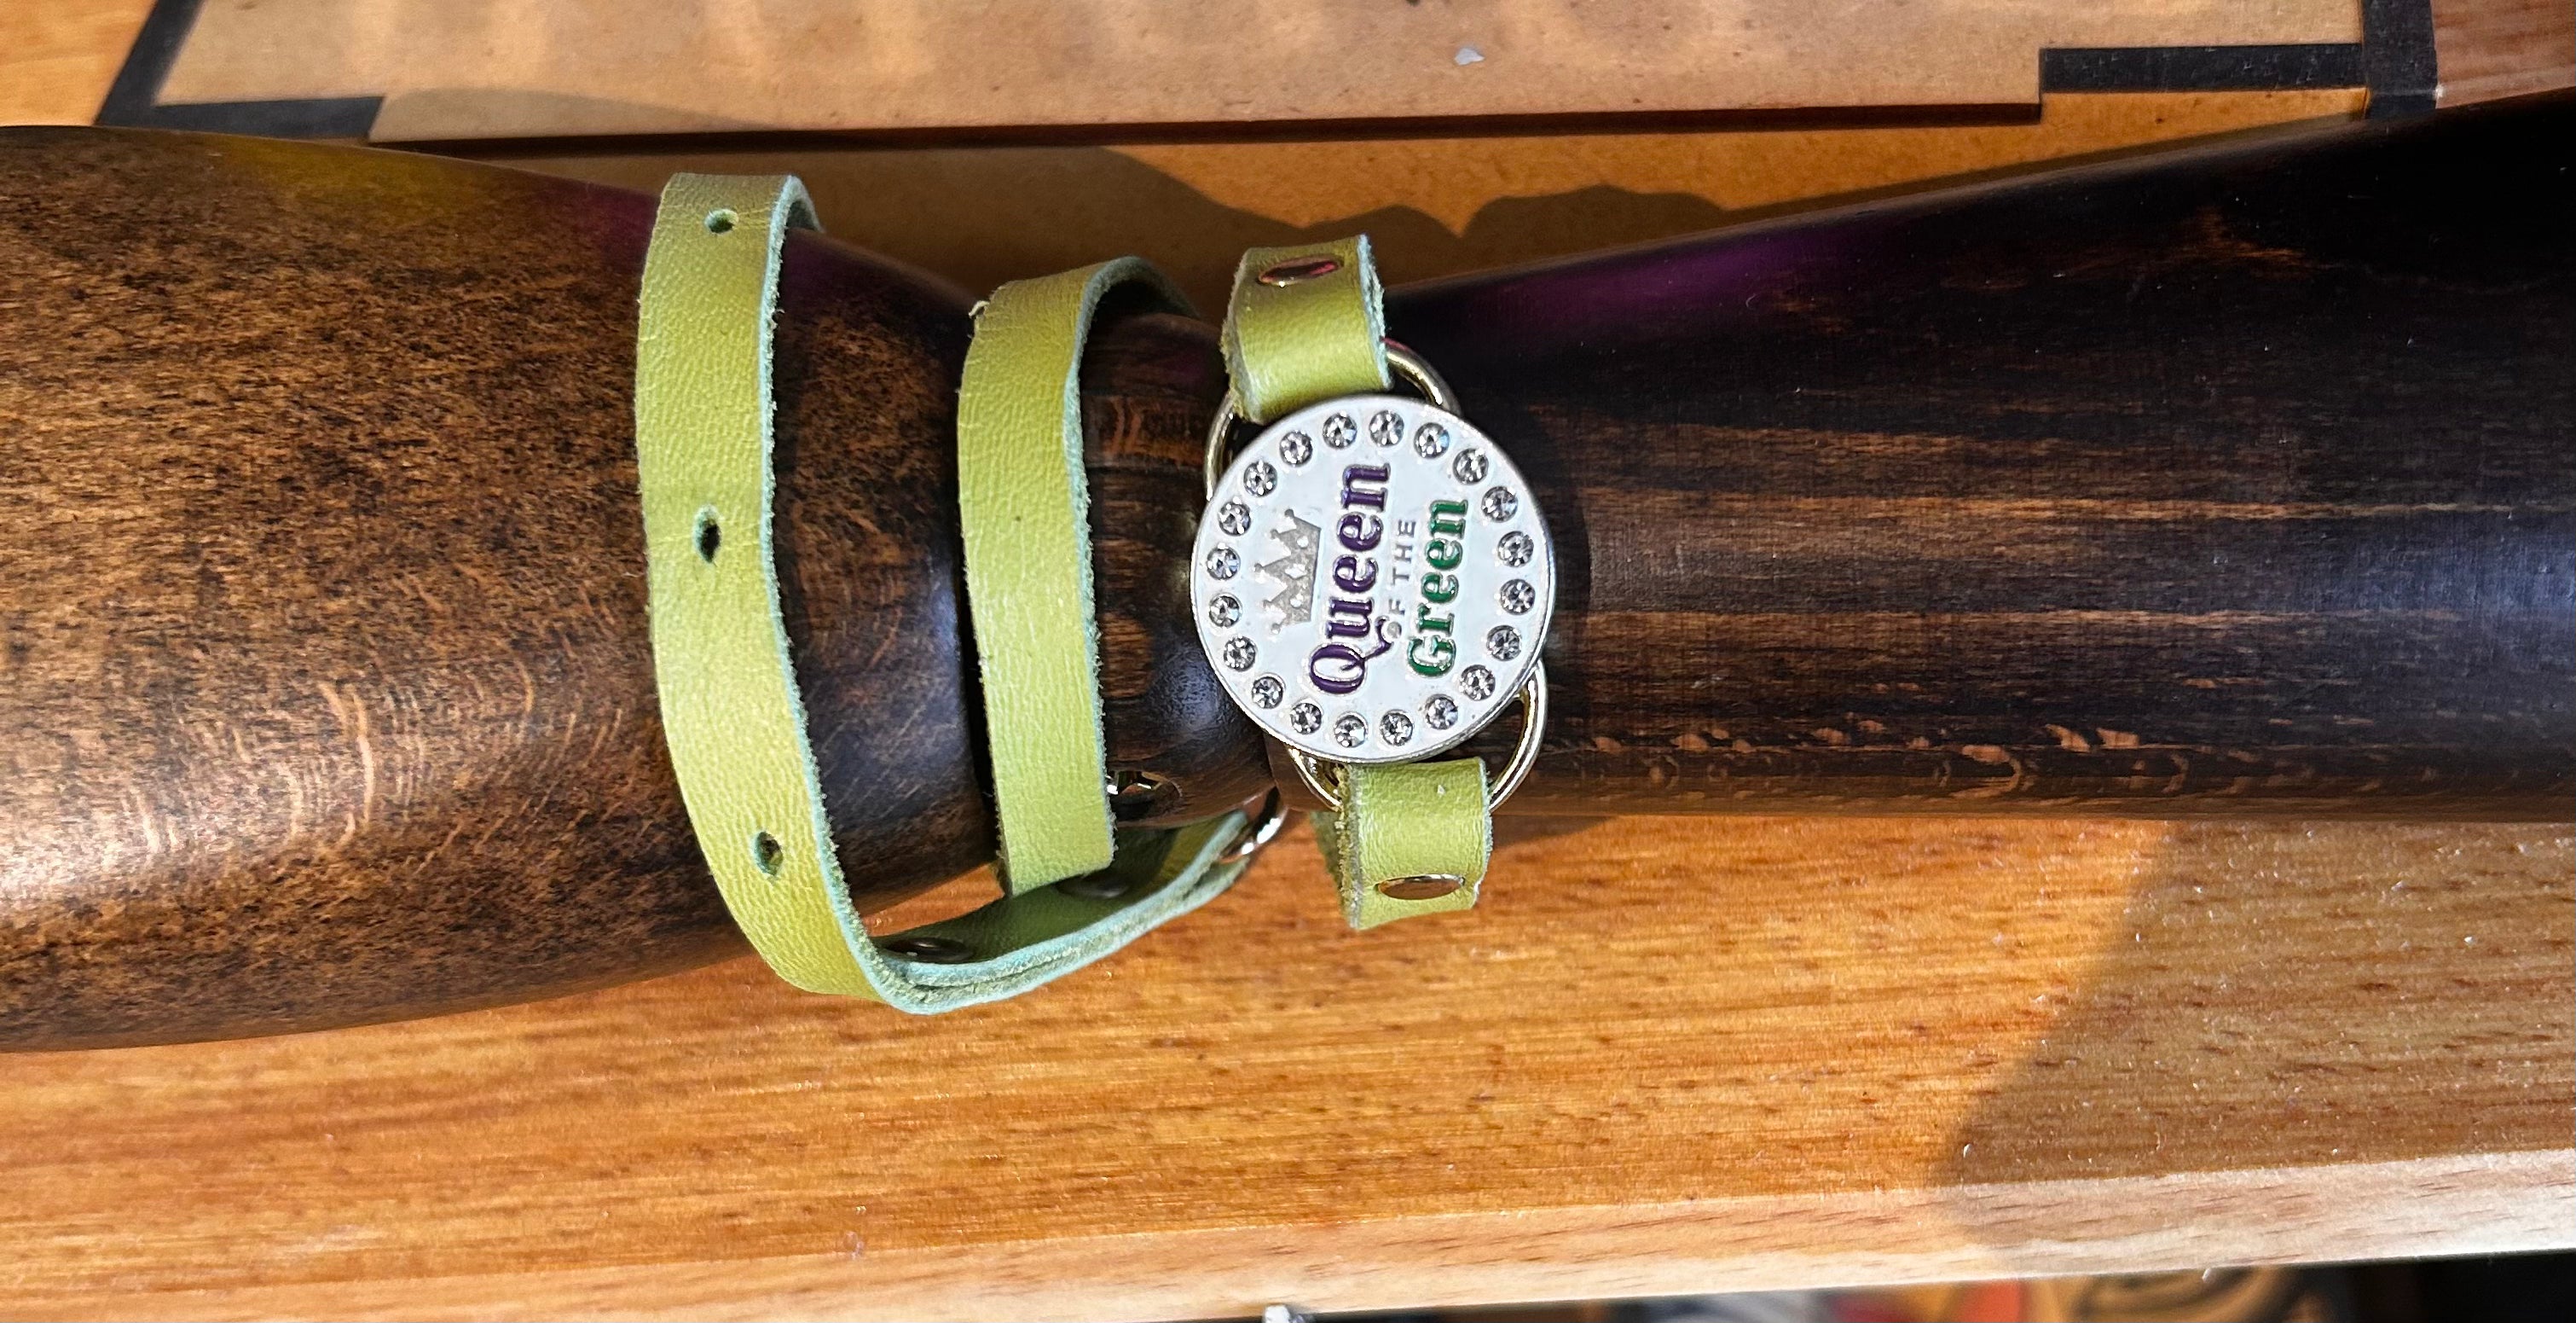 Queen
OF THE
Green